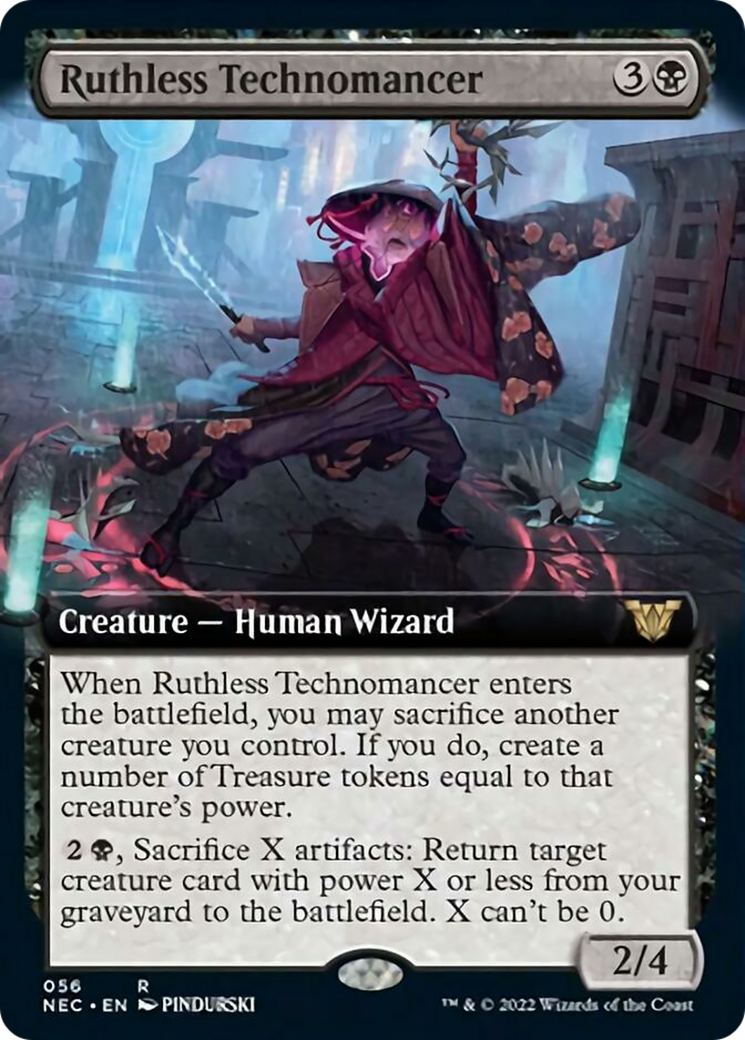 Ruthless Technomancer 3
Creature — Human Wizard
When Ruthless Technomancer enters
the battlefield, you may sacrifice another
creature you control. If you do, create a
number of Treasure tokens equal to that
creature's power.
2, Sacrifice X artifacts: Return target
creature card with power X or less from your
graveyard to the battlefield. X can't be 0.
2/4
056 R
NEC • EN PINDURSKI
™ & © 2022 Wizards of the Coast